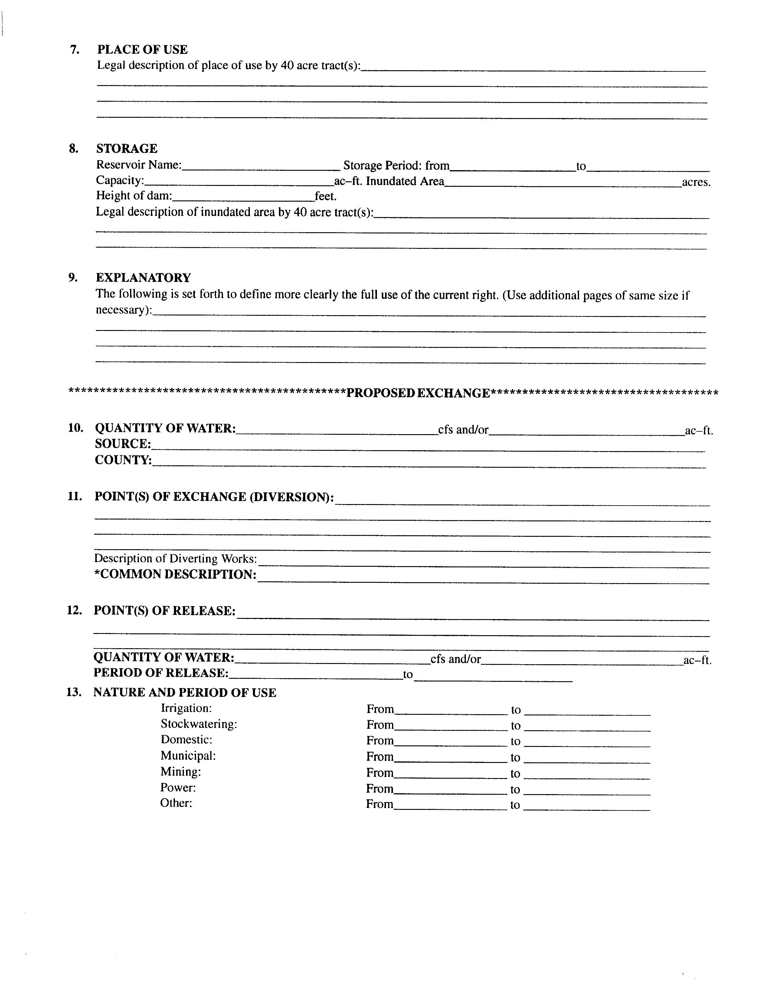 7. PLACE OF USE
Legal description of place of use by 40 acre tract(s):
8. STORAGE
Reservoir Name: Storage Period: from to
Capacity: ac–ft. Inundated Area acres.
Height of dam: feet.
Legal description of inundated area by 40 acre tract(s):
9. EXPLANATORY
The following is set forth to define more clearly the full use of the current right. (Use additional pages of same size if
necessary):
********************************************PROPOSED EXCHANGE************************************
10. QUANTITY OF WATER: cfs and/or ac–ft.
SOURCE:
COUNTY:
11. POINT(S) OF EXCHANGE (DIVERSION):
Description of Diverting Works:
*COMMON DESCRIPTION:
12. POINT(S) OF RELEASE:
QUANTITY OF WATER: cfs and/or ac–ft.
PERIOD OF RELEASE: to
13. NATURE AND PERIOD OF USE
Irrigation: From to
Stockwatering: From to
Domestic: From to
Municipal: From to
Mining: From to
Power: From to
Other: From to